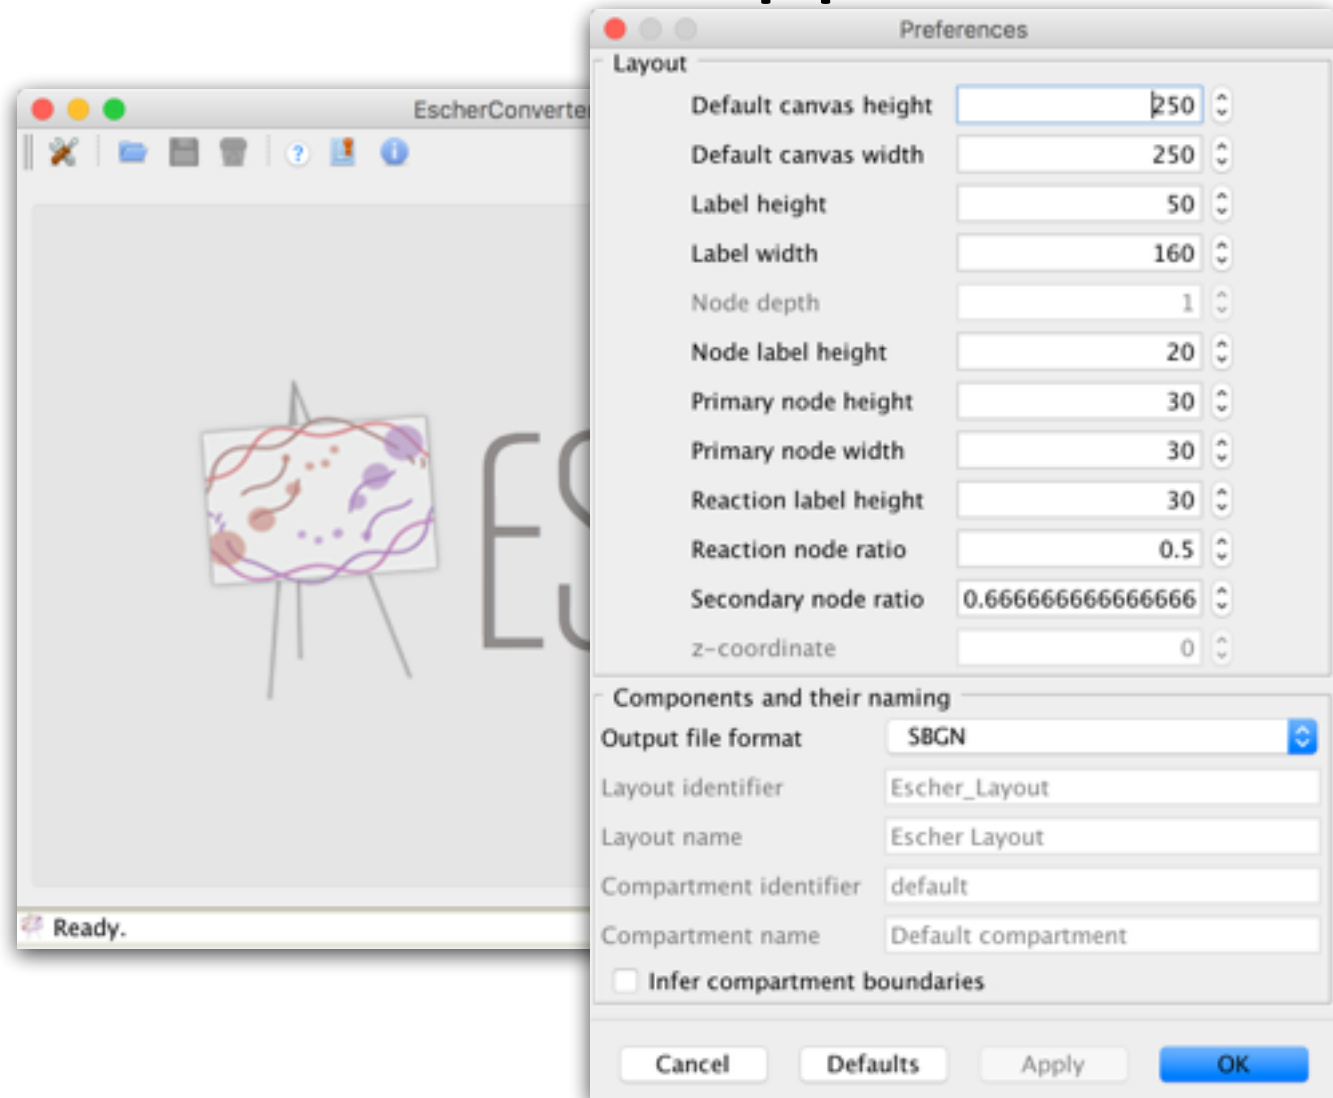 Preferences
Layout
Default canvas height 250
Default canvas width 250
Label height 50
Label width 160
Node depth 1
Node label height 20
Primary node height 30
Primary node width 30
Reaction label height 30
Reaction node ratio 0.5
Secondary node ratio 0.6666666666666666
z-coordinate 0
Components and their naming
Output file format SBGN
Layout identifier Escher_Layout
Layout name Escher Layout
Compartment identifier default
Compartment name Default compartment
Infer compartment boundaries
Cancel Defaults Apply OK
EscherConverte
ES
Ready.